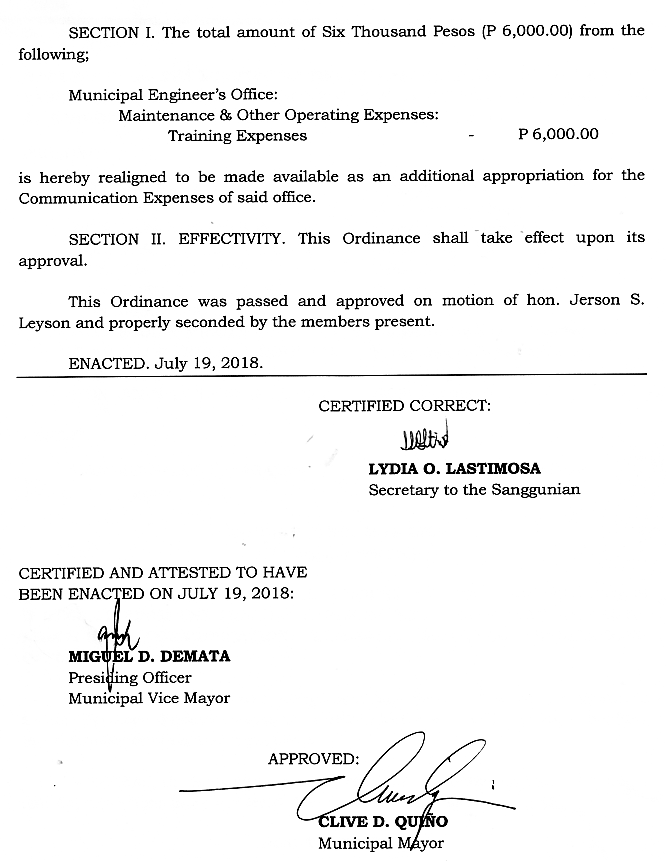 SECTION I. The total amount of Six Thousand Pesos (P 6,000.00) from the
following;
Municipal Engineer's Office:
Maintenance & Other Operating Expenses:
Training Expenses - P 6,000.00
is hereby realigned to be made available as an additional appropriation for the
Communication Expenses of said office.
SECTION II. EFFECTIVITY. This Ordinance shall take effect upon its
approval.
This Ordinance was passed and approved on motion of hon. Jerson S.
Leyson and properly seconded by the members present.
ENACTED. July 19, 2018.
CERTIFIED CORRECT:
LYDIA O. LASTIMOSA
Secretary to the Sanggunian
CERTIFIED AND ATTESTED TO HAVE
BEEN ENACTED ON JULY 19, 2018:
MIGUEL D. DEMATA
Presiding Officer
Municipal Vice Mayor
APPROVED:
CLIVE D. QUIÑO
Municipal Mayor